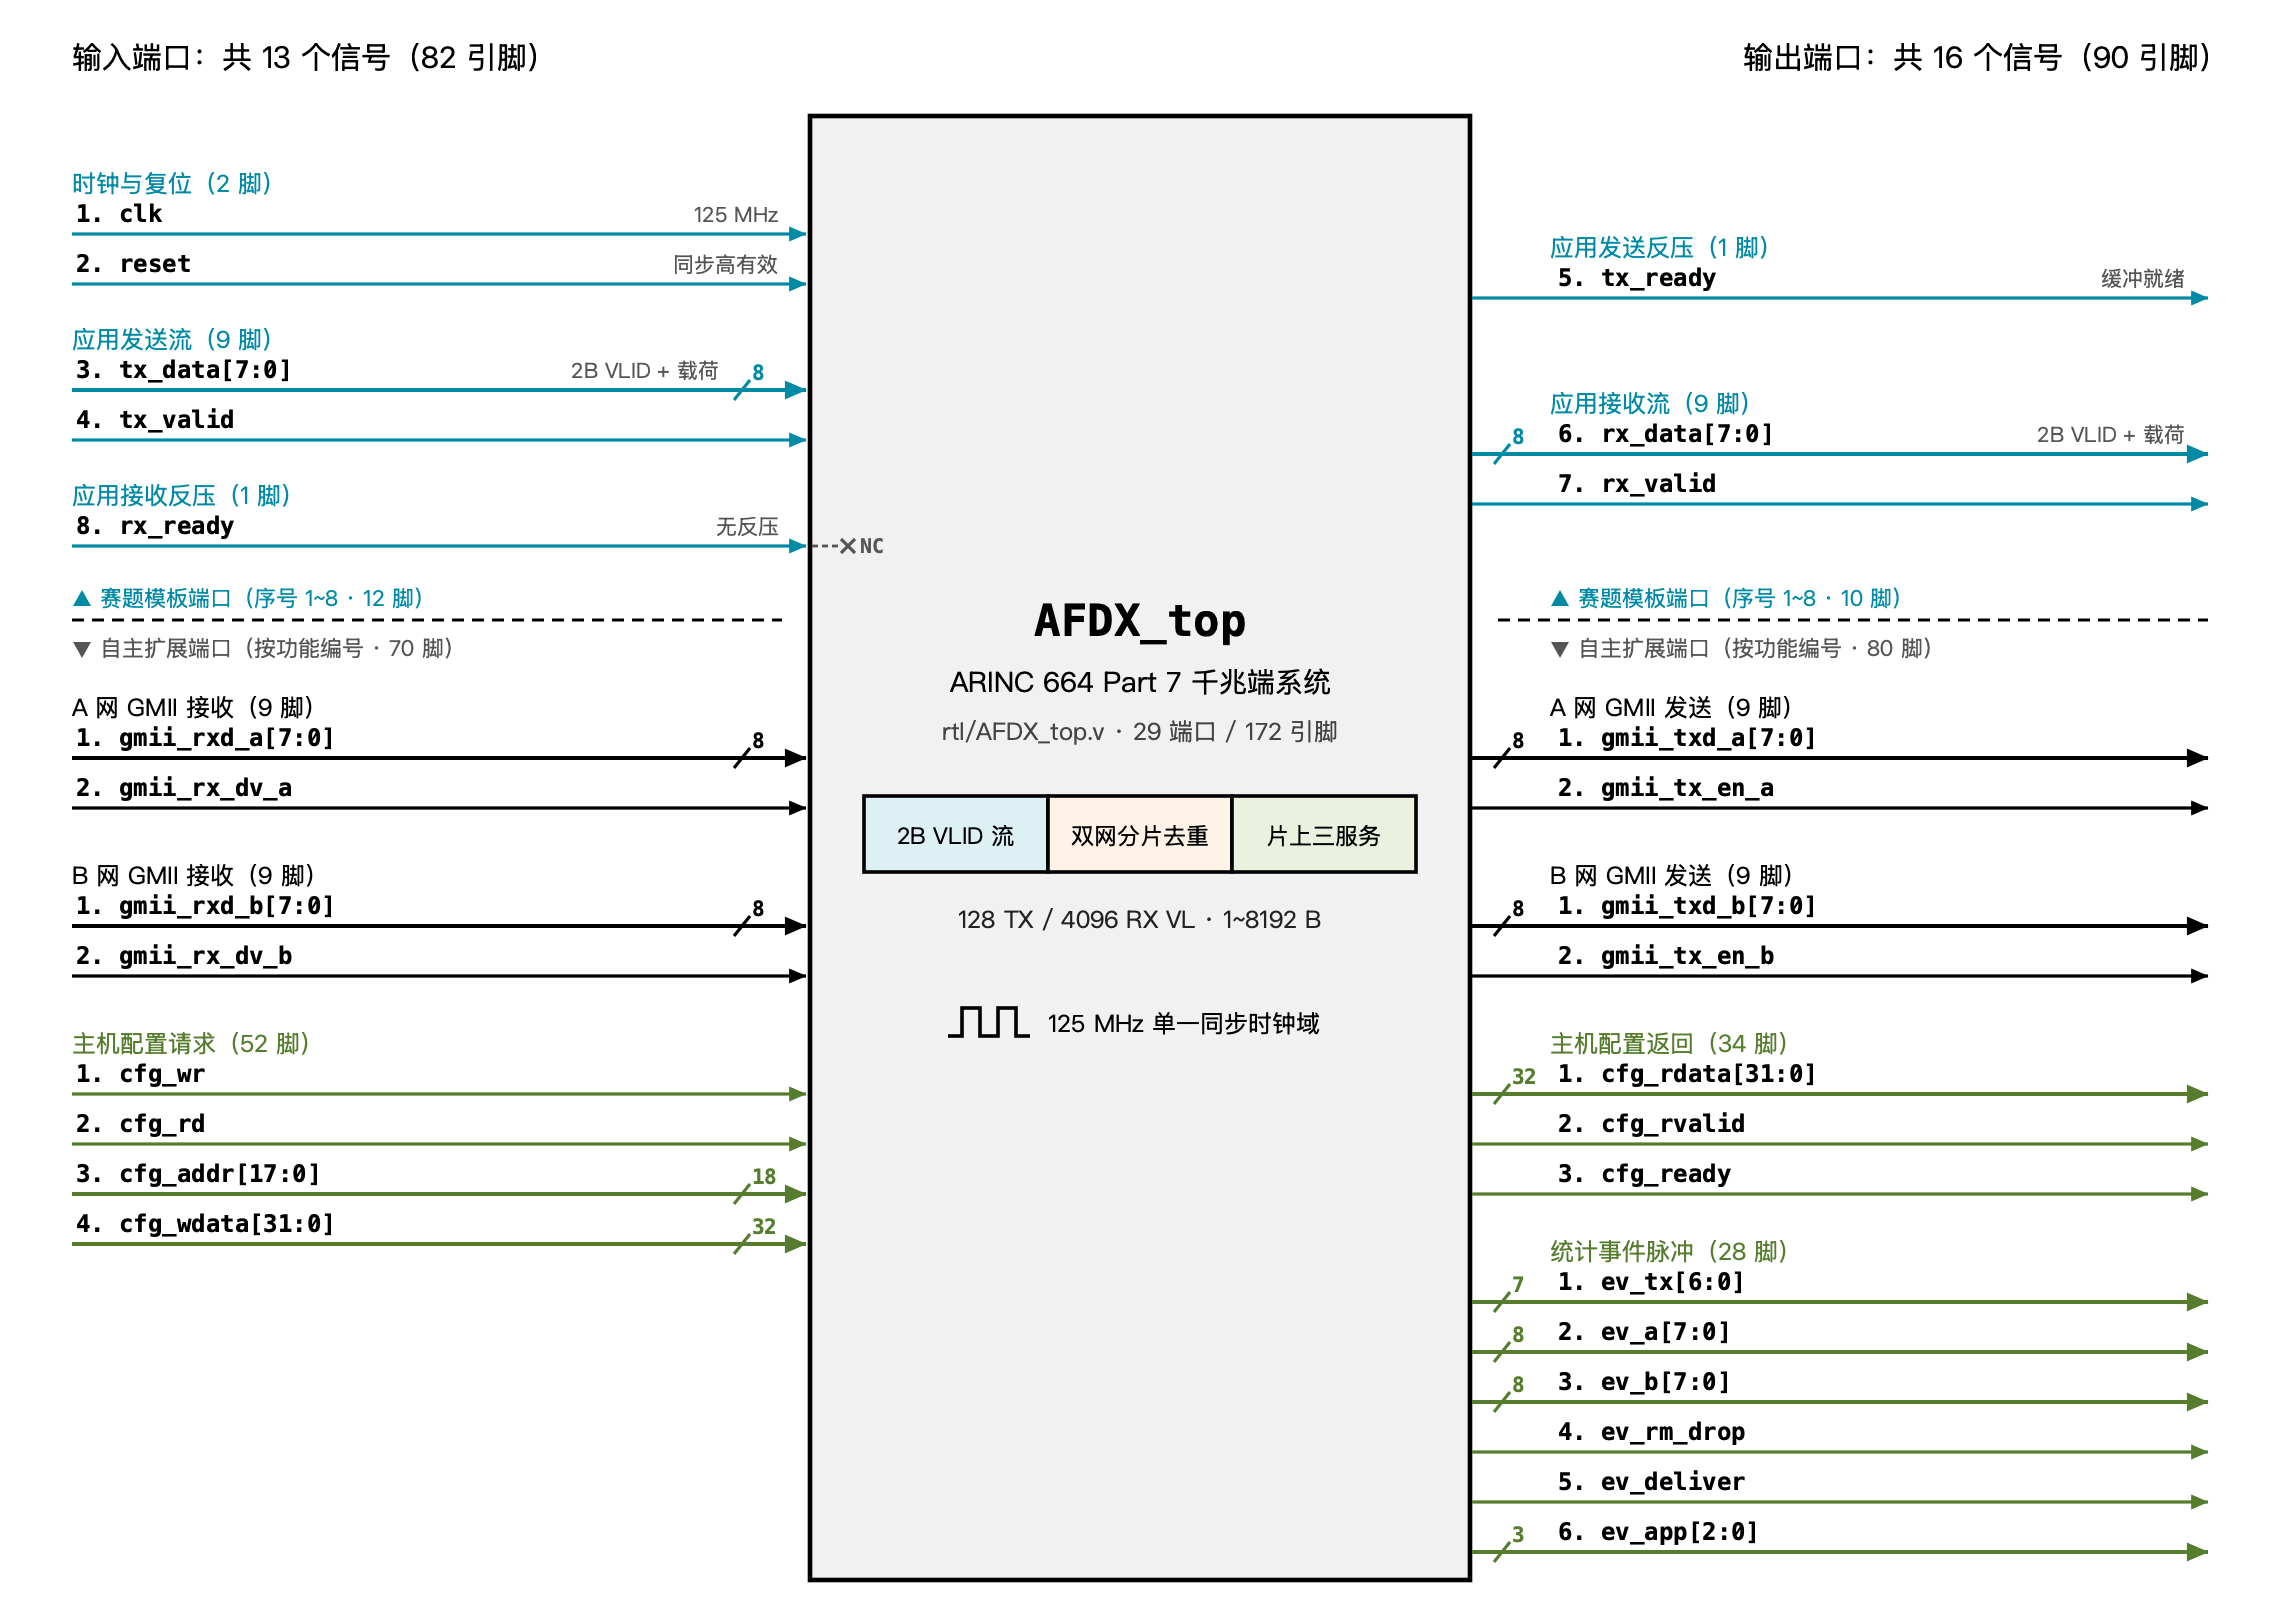 输入端口：共 13 个信号（82 引脚）
输出端口：共 16 个信号（90 引脚）
时钟与复位（2 脚）
1. clk
125 MHz
2. reset
同步高有效
应用发送流（9 脚）
3. tx_data[7:0]
2B VLID + 载荷
8
4. tx_valid
应用接收反压（1 脚）
8. rx_ready
无反压
NC
▲ 赛题模板端口（序号 1~8 · 12 脚）
▼ 自主扩展端口（按功能编号 · 70 脚）
A 网 GMII 接收（9 脚）
1. gmii_rxd_a[7:0]
8
2. gmii_rx_dv_a
B 网 GMII 接收（9 脚）
1. gmii_rxd_b[7:0]
8
2. gmii_rx_dv_b
主机配置请求（52 脚）
1. cfg_wr
2. cfg_rd
3. cfg_addr[17:0]
18
4. cfg_wdata[31:0]
32
AFDX_top
ARINC 664 Part 7 千兆端系统
rtl/AFDX_top.v · 29 端口 / 172 引脚
2B VLID 流
双网分片去重
片上三服务
128 TX / 4096 RX VL · 1~8192 B
125 MHz 单一同步时钟域
应用发送反压（1 脚）
5. tx_ready
缓冲就绪
应用接收流（9 脚）
8
6. rx_data[7:0]
2B VLID + 载荷
7. rx_valid
▲ 赛题模板端口（序号 1~8 · 10 脚）
▼ 自主扩展端口（按功能编号 · 80 脚）
A 网 GMII 发送（9 脚）
8
1. gmii_txd_a[7:0]
2. gmii_tx_en_a
B 网 GMII 发送（9 脚）
8
1. gmii_txd_b[7:0]
2. gmii_tx_en_b
主机配置返回（34 脚）
32
1. cfg_rdata[31:0]
2. cfg_rvalid
3. cfg_ready
统计事件脉冲（28 脚）
7
1. ev_tx[6:0]
8
2. ev_a[7:0]
8
3. ev_b[7:0]
4. ev_rm_drop
5. ev_deliver
3
6. ev_app[2:0]